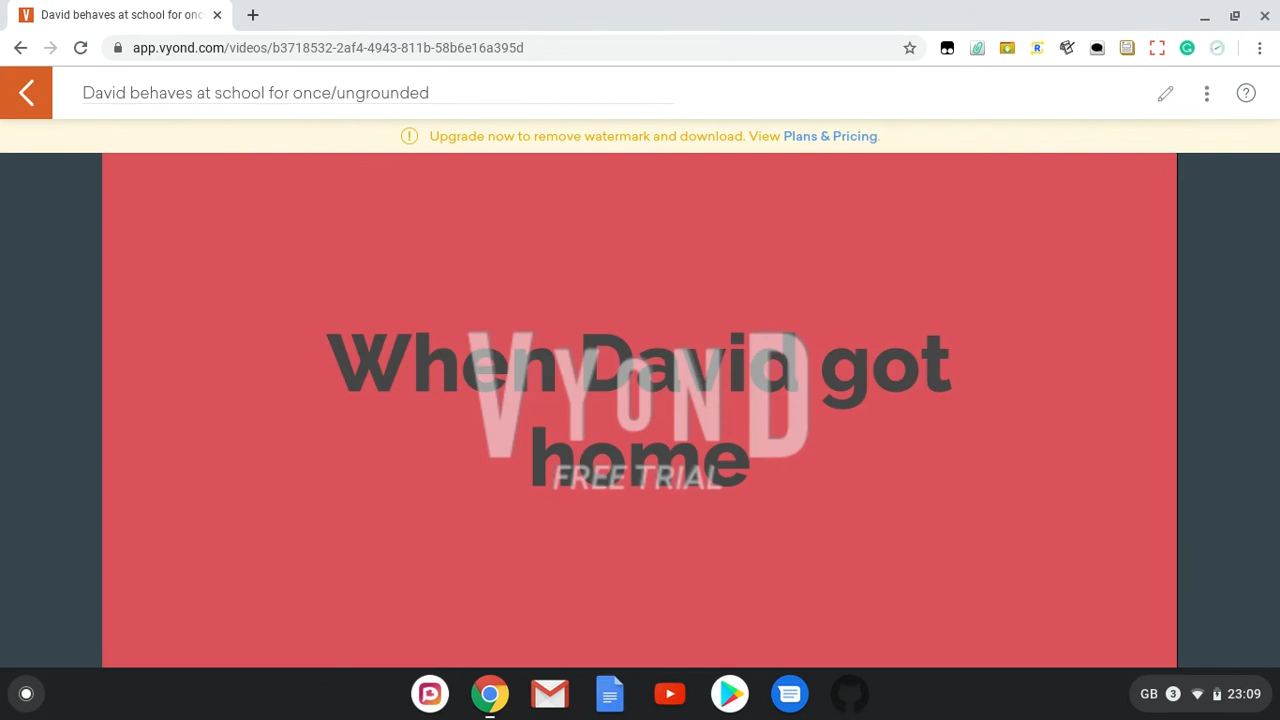 David behaves at school for onc
app.vyond.com/videos/b3718532-2af4-4943-811b-58b6e16a395d
David behaves at school for once/ungrounded
Upgrade now to remove watermark and download. View Plans & Pricing.
When David got
home
VYOND
FREE TRIAL
GB 3 23:09